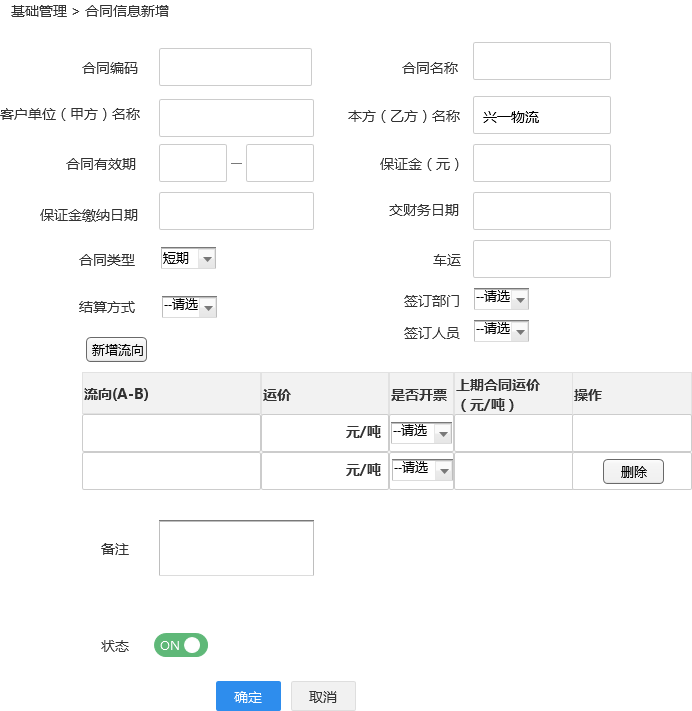 基础管理 > 合同信息新增
合同编码
合同名称
客户单位（甲方）名称
本方（乙方）名称 兴一物流
合同有效期 —
保证金（元）
保证金缴纳日期
交财务日期
合同类型 短期
车运
结算方式 --请选
签订部门 --请选
签订人员 --请选
新增流向
流向(A-B) 运价 是否开票 上期合同运价（元/吨） 操作
元/吨 --请选
元/吨 --请选 删除
备注
状态 ON
确定 取消